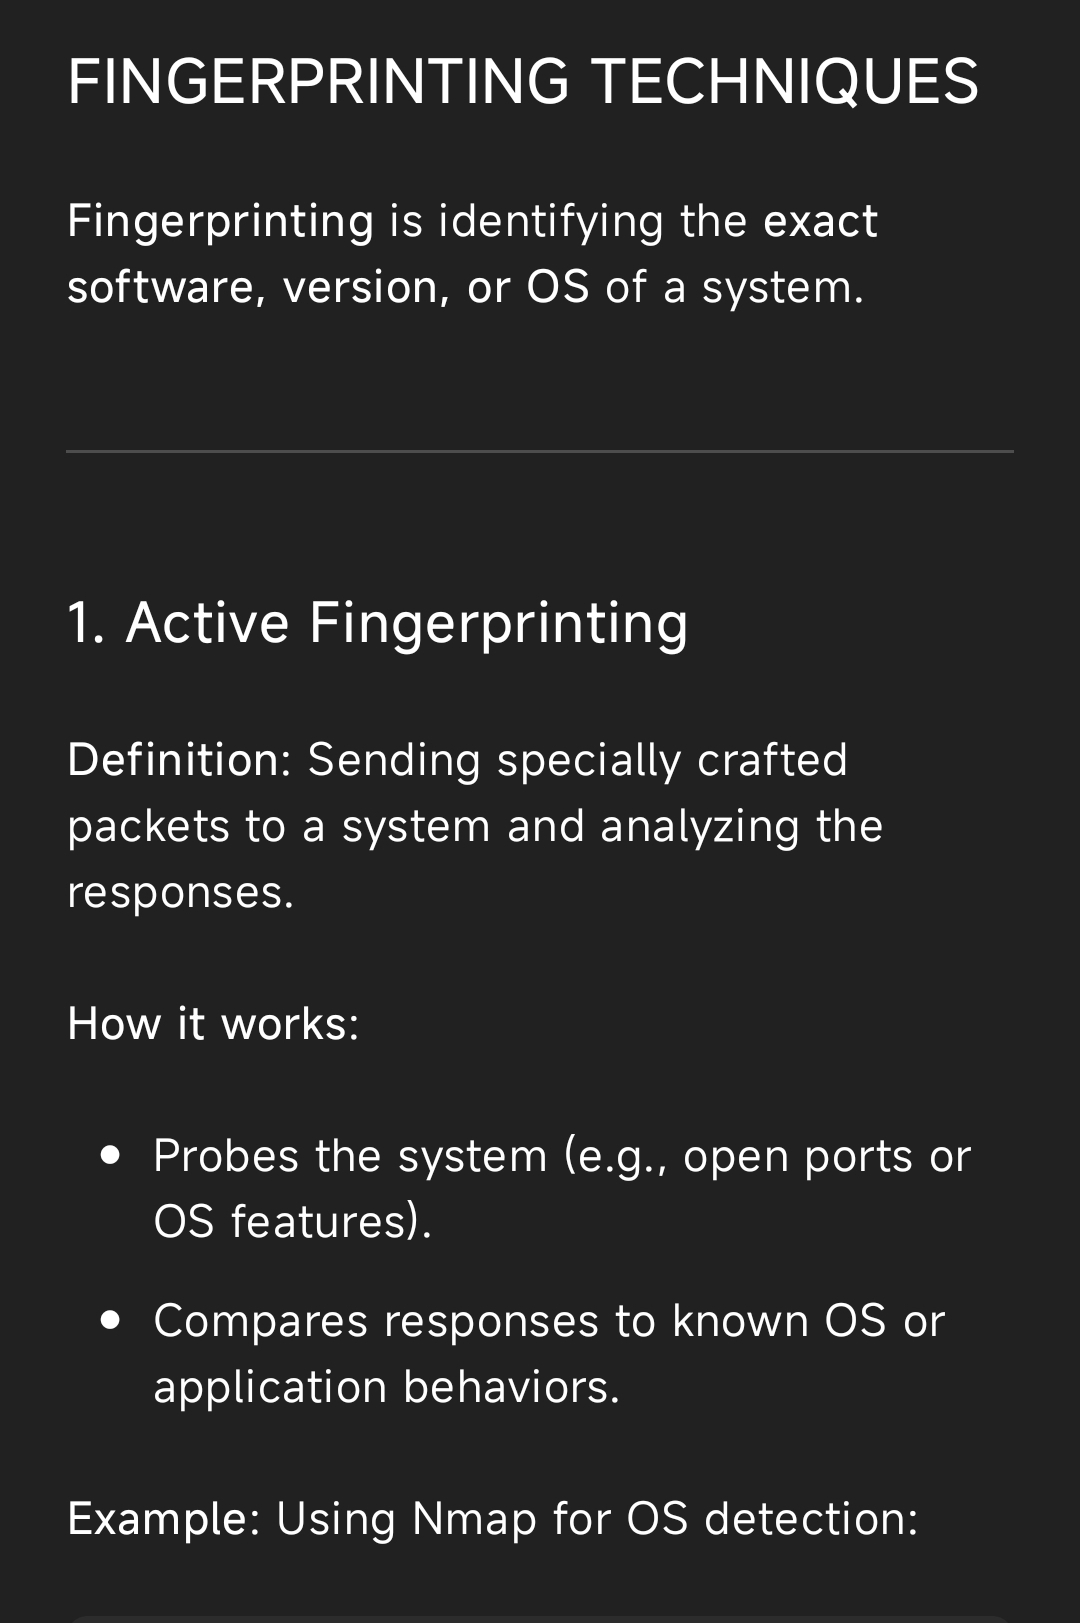 FINGERPRINTING TECHNIQUES
Fingerprinting is identifying the exact
software, version, or OS of a system.
1. Active Fingerprinting
Definition: Sending specially crafted
packets to a system and analyzing the
responses.
How it works:
• Probes the system (e.g., open ports or
OS features).
• Compares responses to known OS or
application behaviors.
Example: Using Nmap for OS detection: